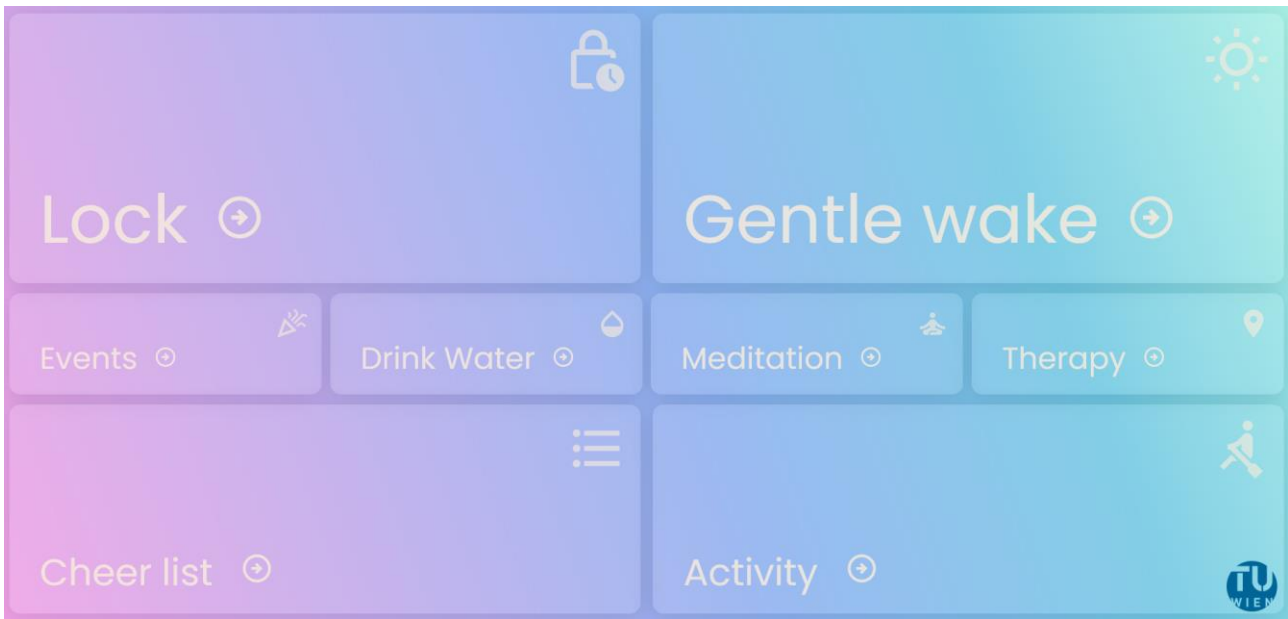 Lock
Gentle wake
Events
Drink Water
Meditation
Therapy
Cheer list
Activity
TU
WIEN